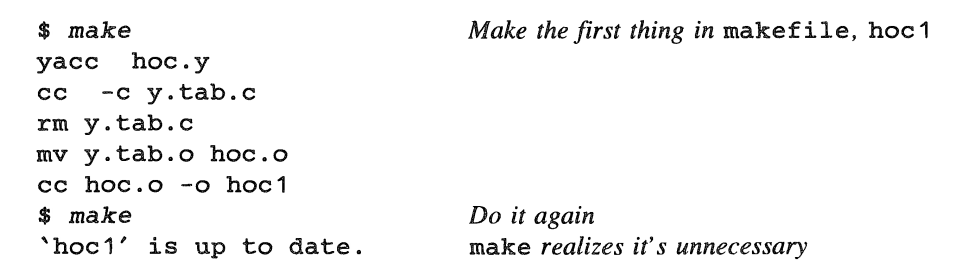 $ make Make the first thing in makefile, hoc1
yacc hoc.y
cc -c y.tab.c
rm y.tab.c
mv y.tab.o hoc.o
cc hoc.o -o hoc1
$ make Do it again
`hoc1' is up to date. make realizes it's unnecessary